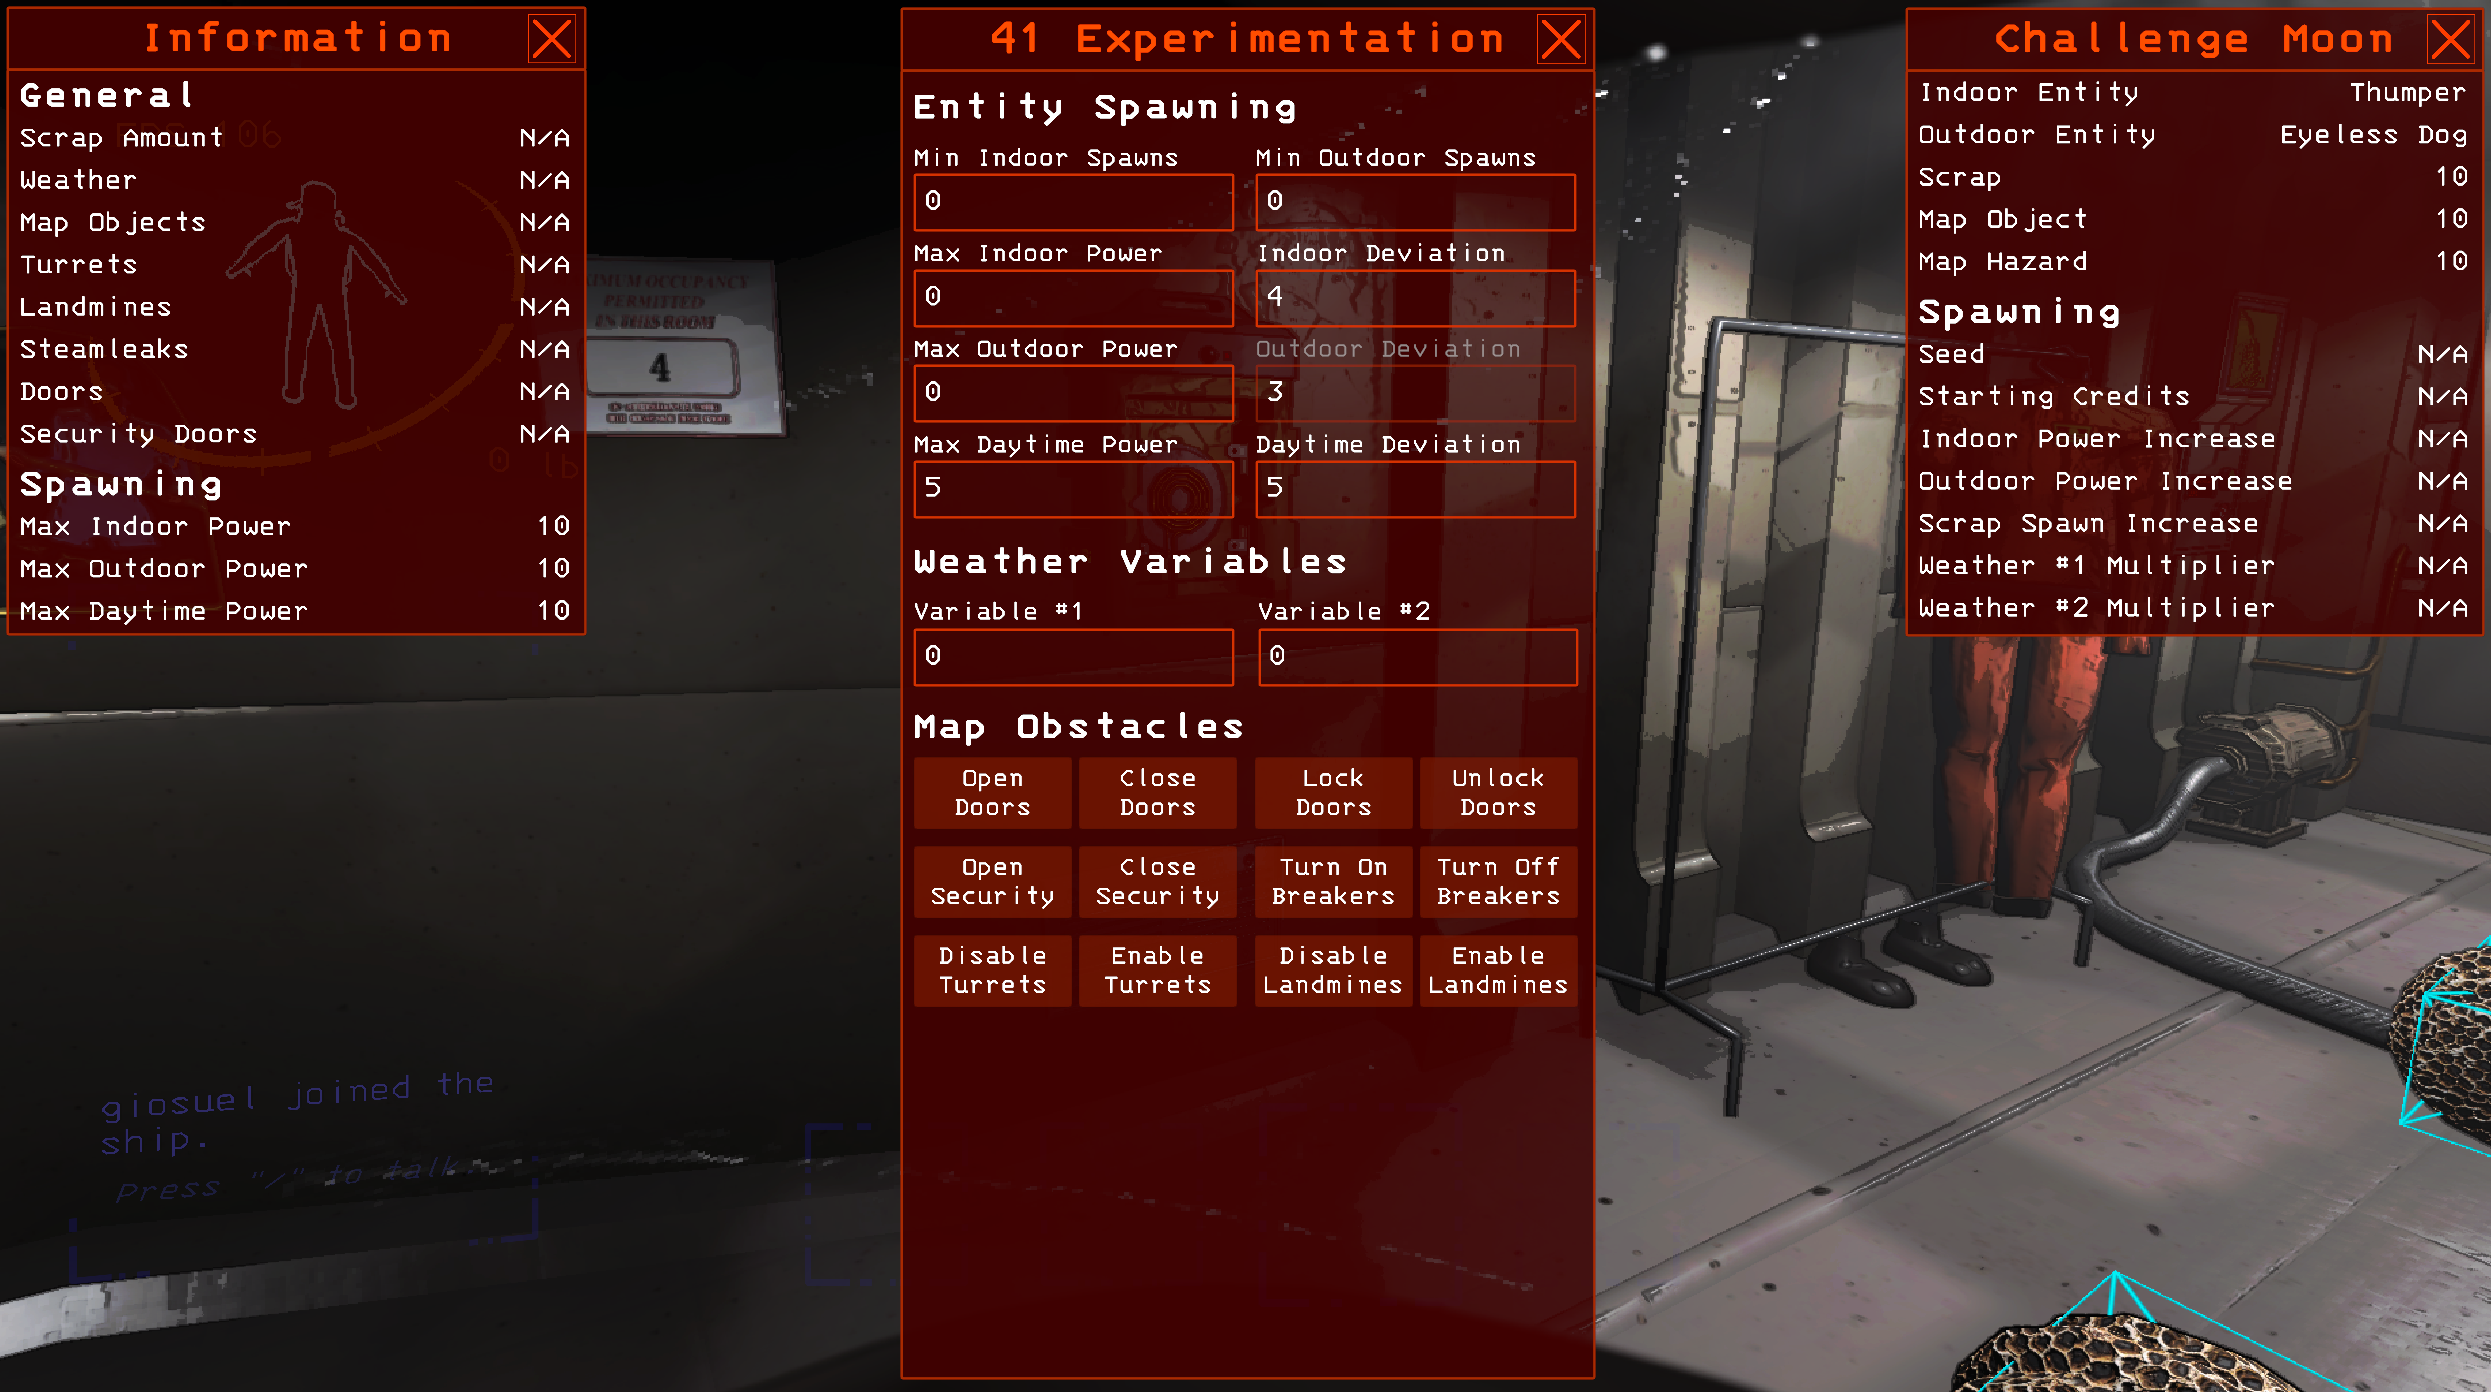 Information
General
Scrap Amount N/A
Weather N/A
Map Objects N/A
Turrets N/A
Landmines N/A
Steamleaks N/A
Doors N/A
Security Doors N/A
Spawning
Max Indoor Power 10
Max Outdoor Power 10
Max Daytime Power 10
106
0 lb
MAXIMUM OCCUPANCY
PERMITTED
IN THIS ROOM
4
giosuel joined the
ship.
Press "/" to talk.
41 Experimentation
Entity Spawning
Min Indoor Spawns Min Outdoor Spawns
0 0
Max Indoor Power Indoor Deviation
0 4
Max Outdoor Power Outdoor Deviation
0 3
Max Daytime Power Daytime Deviation
5 5
Weather Variables
Variable #1 Variable #2
0 0
Map Obstacles
Open Doors Close Doors Lock Doors Unlock Doors
Open Security Close Security Turn On Breakers Turn Off Breakers
Disable Turrets Enable Turrets Disable Landmines Enable Landmines
Challenge Moon
Indoor Entity Thumper
Outdoor Entity Eyeless Dog
Scrap 10
Map Object 10
Map Hazard 10
Spawning
Seed N/A
Starting Credits N/A
Indoor Power Increase N/A
Outdoor Power Increase N/A
Scrap Spawn Increase N/A
Weather #1 Multiplier N/A
Weather #2 Multiplier N/A